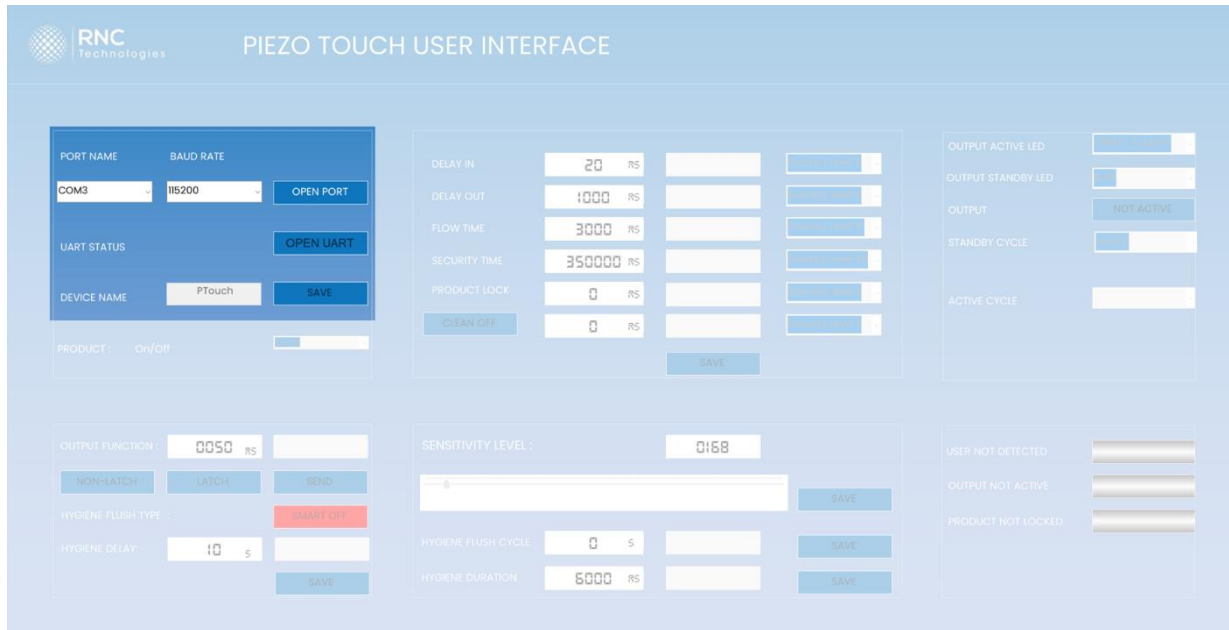 RNC
Technologies
PIEZO TOUCH USER INTERFACE
PORT NAME BAUD RATE
COM3 115200 OPEN PORT
UART STATUS OPEN UART
DEVICE NAME PTouch SAVE
PRODUCT : On/Off
DELAY IN 20 mS
DELAY OUT 1000 mS
FLOW TIME 3000 mS
SECURITY TIME 350000 mS
PRODUCT LOCK 0 mS
CLEAN OFF 0 mS
SAVE
OUTPUT ACTIVE LED
OUTPUT STANDBY LED
OUTPUT NOT ACTIVE
STANDBY CYCLE
ACTIVE CYCLE
OUTPUT FUNCTION : 0050 mS
NON-LATCH LATCH SEND
HYGIENE FLUSH TYPE : SMART OFF
HYGIENE DELAY: 10 S
SAVE
SENSITIVITY LEVEL : 0168
SAVE
HYGIENE FLUSH CYCLE 0 S SAVE
HYGIENE DURATION 6000 mS SAVE
USER NOT DETECTED
OUTPUT NOT ACTIVE
PRODUCT NOT LOCKED